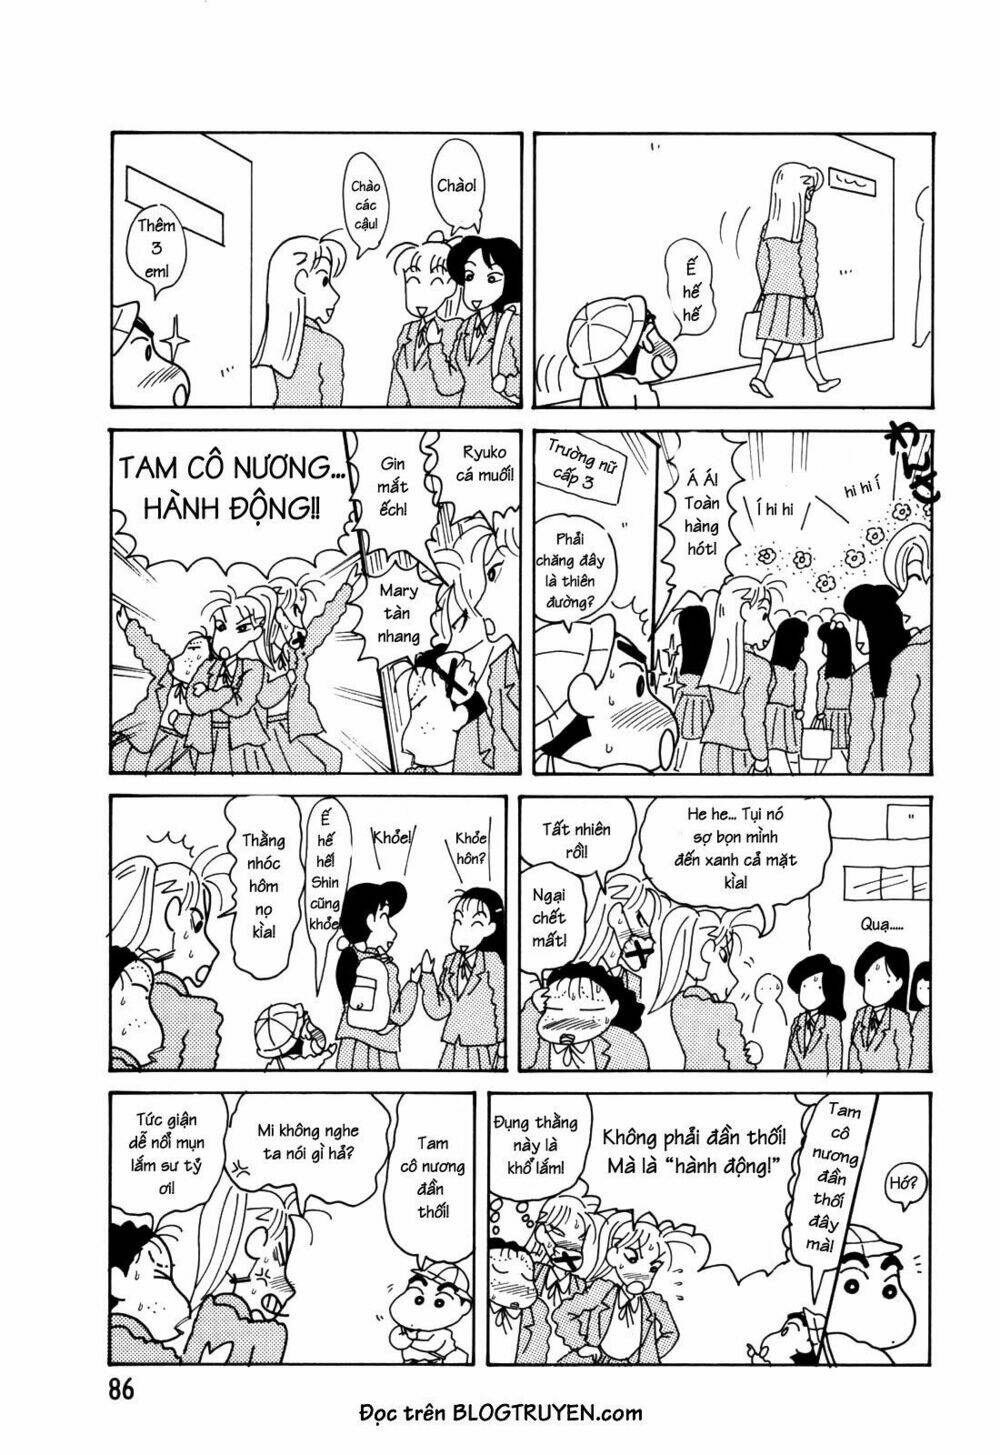 Ế
hế
hế
Chào!
Chào
các
cậu!
Thêm
3
em!
hi hi í
Í hi hi
Á Á!
Toàn
hàng
hót!
Trường nữ
cấp 3
Phải
chăng đây
là thiên
đường?
Ryuko
cá muối!
Gin
mắt
ếch!
Mary
tàn
nhang
TAM CÔ NƯƠNG...
HÀNH ĐỘNG!!
He he... Tụi nó
sợ bọn mình
đến xanh cả mặt
kìa!
Quạ.....
Tất nhiên
rồi!
Ngại
chết
mất!
Khỏe
hôn?
Khỏe!
Ế
hế
hế!
Shin
cũng
khỏe!
Thằng
nhóc
hôm
nọ
kìa!
Hớ?
Tam
cô
nương
đần
thối
đây
mà!
Không phải đần thối!
Mà là “hành động!”
Đụng thằng
này là
khổ lắm!
Tam
cô nương
đần
thối!
Mi không nghe
ta nói gì hả?
Tức giận
dễ nổi mụn
lắm sư tỷ
ơi!
86
Đọc trên BLOGTRUYEN.com